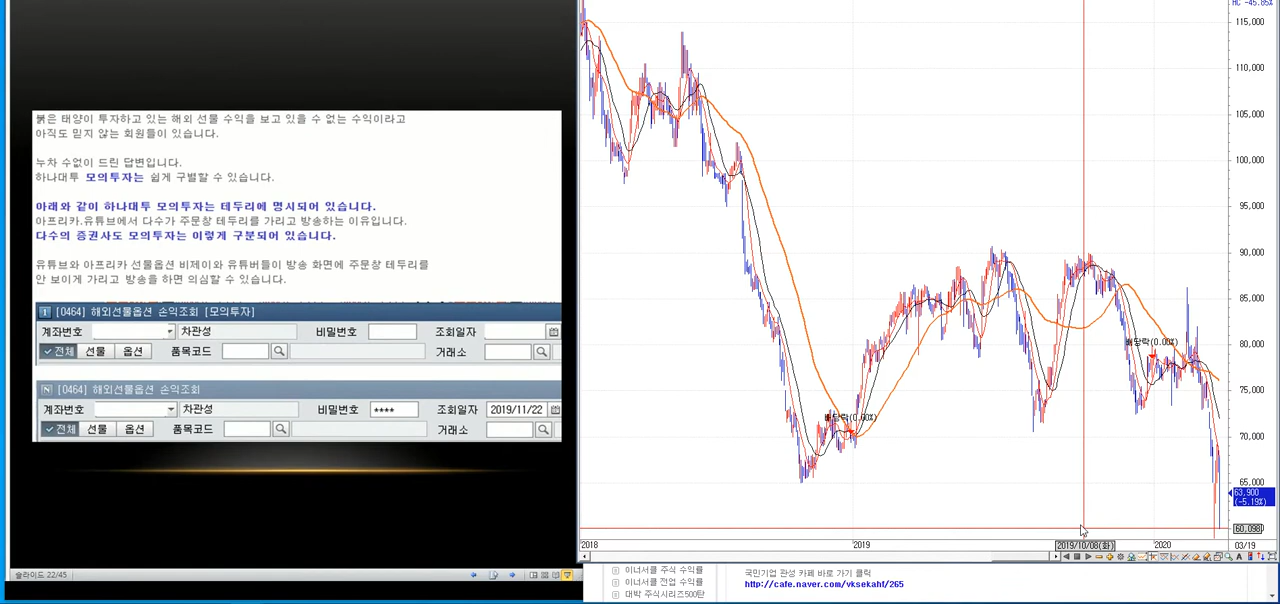 붉은 태양이 투자하고 있는 해외 선물 수익을 보고 있을 수 없는 수익이라고
아직도 믿지 않는 회원들이 있습니다.
누차 수없이 드린 답변입니다.
하나대투 모의투자는 쉽게 구별할 수 있습니다.
아래와 같이 하나대투 모의투자는 테두리에 명시되어 있습니다.
아프리카.유튜브에서 다수가 주문창 테두리를 가리고 방송하는 이유입니다.
다수의 증권사도 모의투자는 이렇게 구분되어 있습니다.
유튜브와 아프리카 선물옵션 비제이와 유튜버들이 방송 화면에 주문창 테두리를
안 보이게 가리고 방송을 하면 의심할 수 있습니다.
[0464] 해외선물옵션 손익조회 [모의투자]
계좌번호 차관성 비밀번호 조회일자
전체 선물 옵션 품목코드 거래소
[0464] 해외선물옵션 손익조회
계좌번호 차관성 비밀번호 **** 조회일자 2019/11/22
전체 선물 옵션 품목코드 거래소
슬라이드 22/45
HC -45.85%
115,000
110,000
105,000
100,000
95,000
90,000
85,000
80,000
75,000
70,000
65,000
63,900
(-5.19%)
60,098
배당락(0.00%)
배당락(0.00%)
2018
2019
2019/10/08(화)
2020
03/19
이너서클 주식 수익률
이너서클 전업 수익률
대박 주식시리즈500탄
국민기업 관성 카페 바로 가기 클릭
http://cafe.naver.com/vksekahf/265